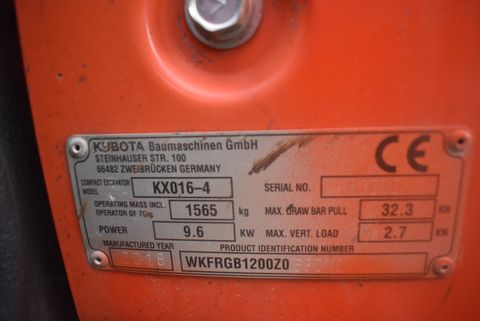 KUBOTA Baumaschinen GmbH
STEINHAUSER STR. 100
66482 ZWEIBRÜCKEN GERMANY
CE
COMPACT EXCAVATOR MODEL KX016-4 SERIAL NO.
OPERATING MASS INCL. OPERATOR OF 75kg 1565 kg MAX. DRAW BAR PULL 32.3 KN
POWER 9.6 KW MAX. VERT. LOAD 2.7 KN
MANUFACTURED YEAR PRODUCT IDENTIFICATION NUMBER
2018 WKFRGB1200Z0